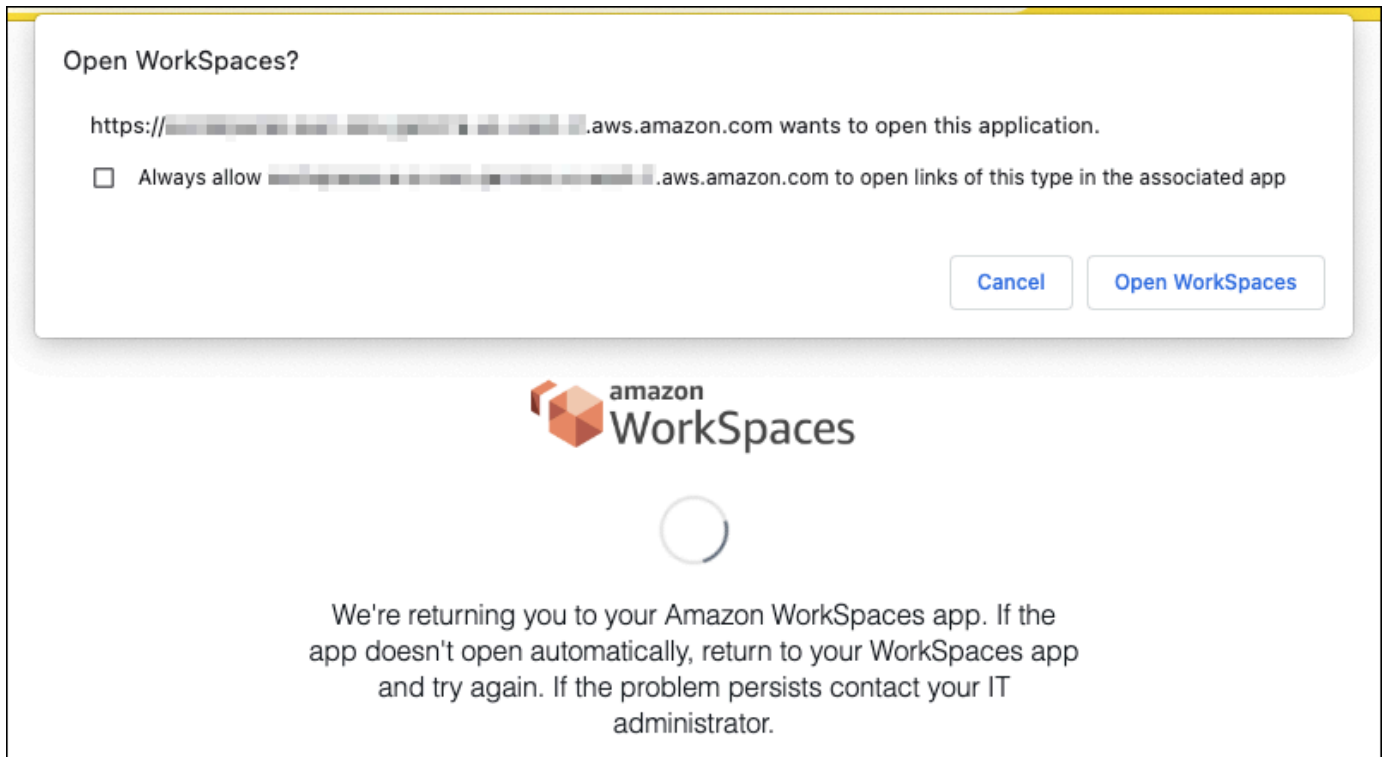 Open WorkSpaces?
https:// .aws.amazon.com wants to open this application.
Always allow .aws.amazon.com to open links of this type in the associated app
Cancel
Open WorkSpaces
amazon
WorkSpaces
We're returning you to your Amazon WorkSpaces app. If the
app doesn't open automatically, return to your WorkSpaces app
and try again. If the problem persists contact your IT
administrator.